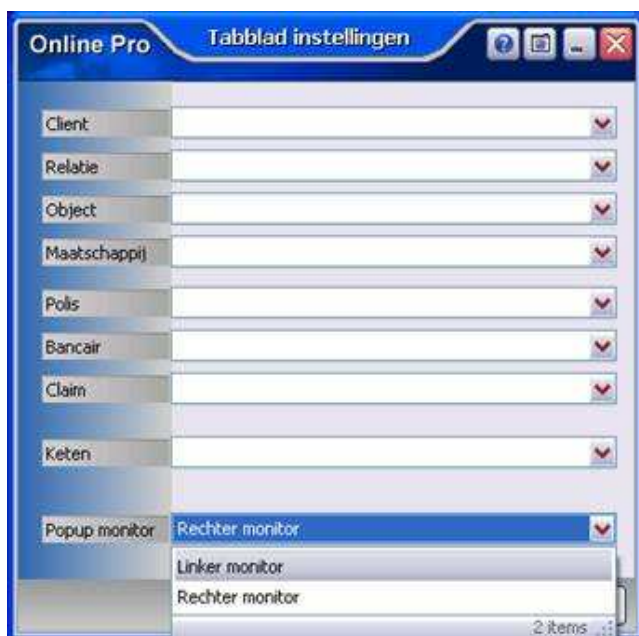 Online Pro
Tabblad instellingen
Client
Relatie
Object
Maatschappij
Polis
Bancair
Claim
Keten
Popup monitor
Rechter monitor
Linker monitor
Rechter monitor
2 items